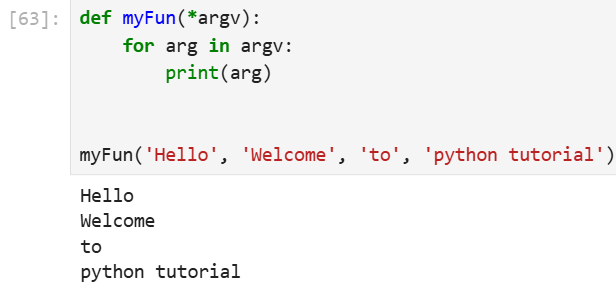 [63]: def myFun(*argv):
    for arg in argv:
        print(arg)
myFun('Hello', 'Welcome', 'to', 'python tutorial')
Hello
Welcome
to
python tutorial